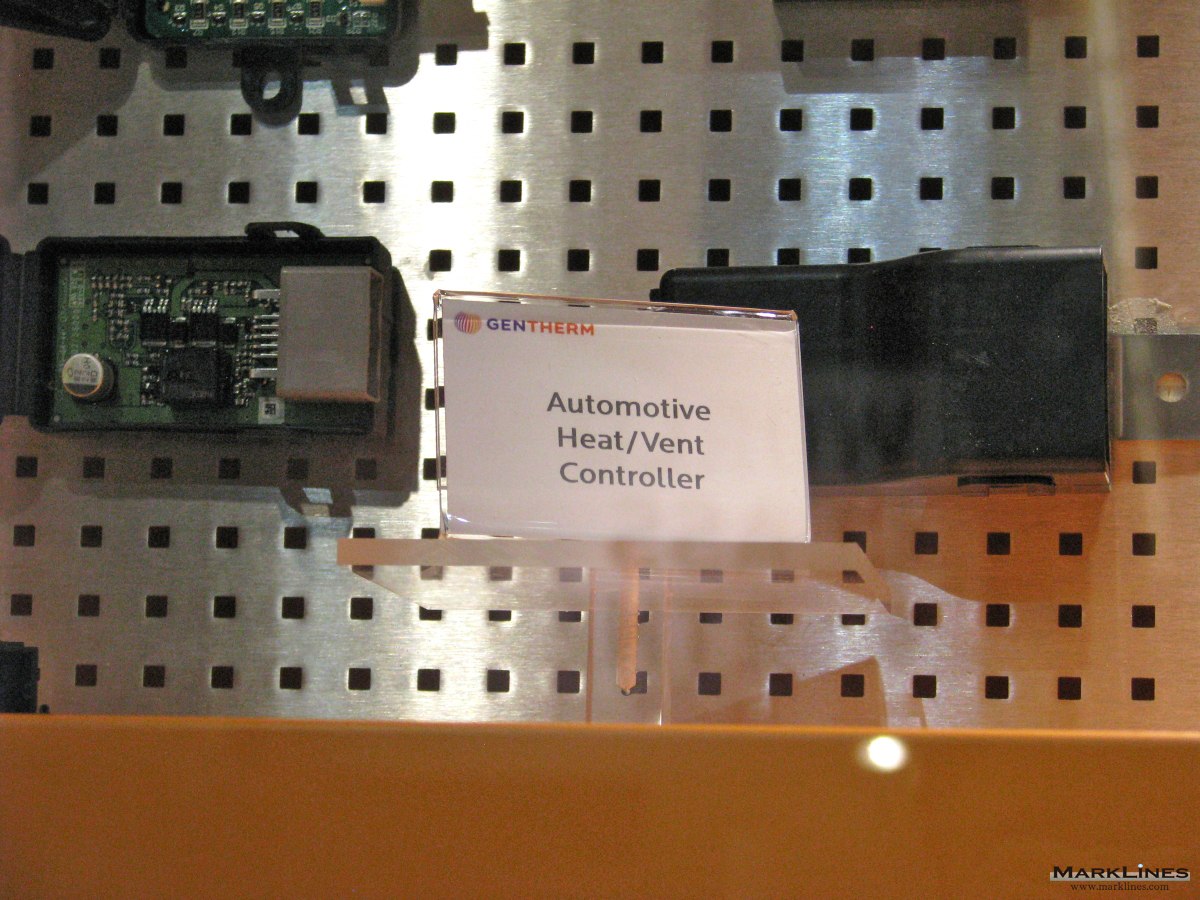 GENTHERM
Automotive
Heat/Vent
Controller
MARKLINES
www.marklines.com